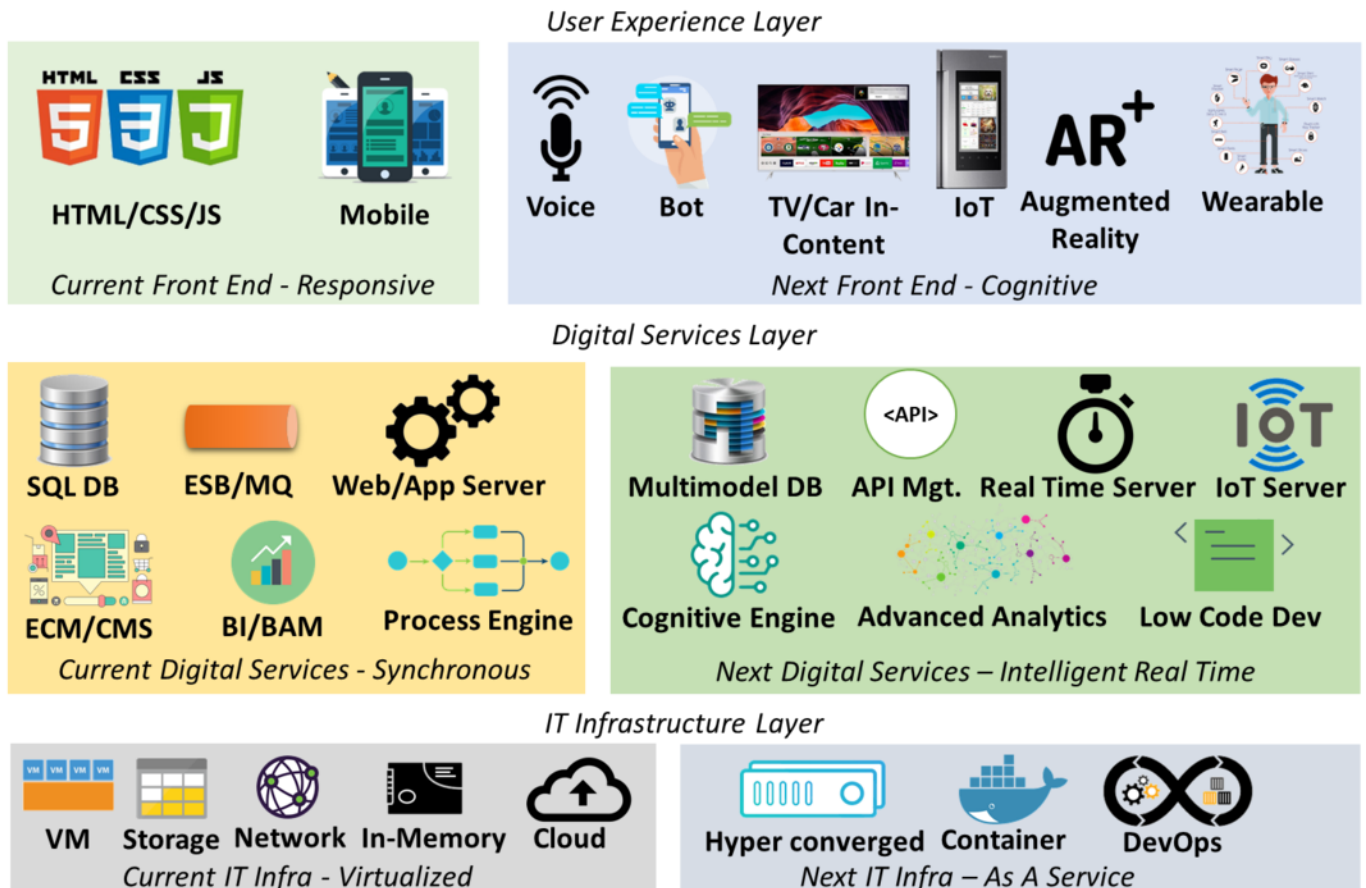 User Experience Layer
HTML CSS JS
HTML/CSS/JS
Mobile
Current Front End - Responsive
Voice
Bot
TV/Car In-
Content
IoT
AR+
Augmented
Reality
Wearable
Next Front End - Cognitive
Digital Services Layer
SQL DB
ESB/MQ
Web/App Server
ECM/CMS
BI/BAM
Process Engine
Current Digital Services - Synchronous
<API>
IoT
Multimodel DB
API Mgt.
Real Time Server
IoT Server
Cognitive Engine
Advanced Analytics
Low Code Dev
Next Digital Services – Intelligent Real Time
IT Infrastructure Layer
VM VM VM VM
VM
Storage
Network
In-Memory
Cloud
Current IT Infra - Virtualized
Hyper converged
Container
DevOps
Next IT Infra – As A Service